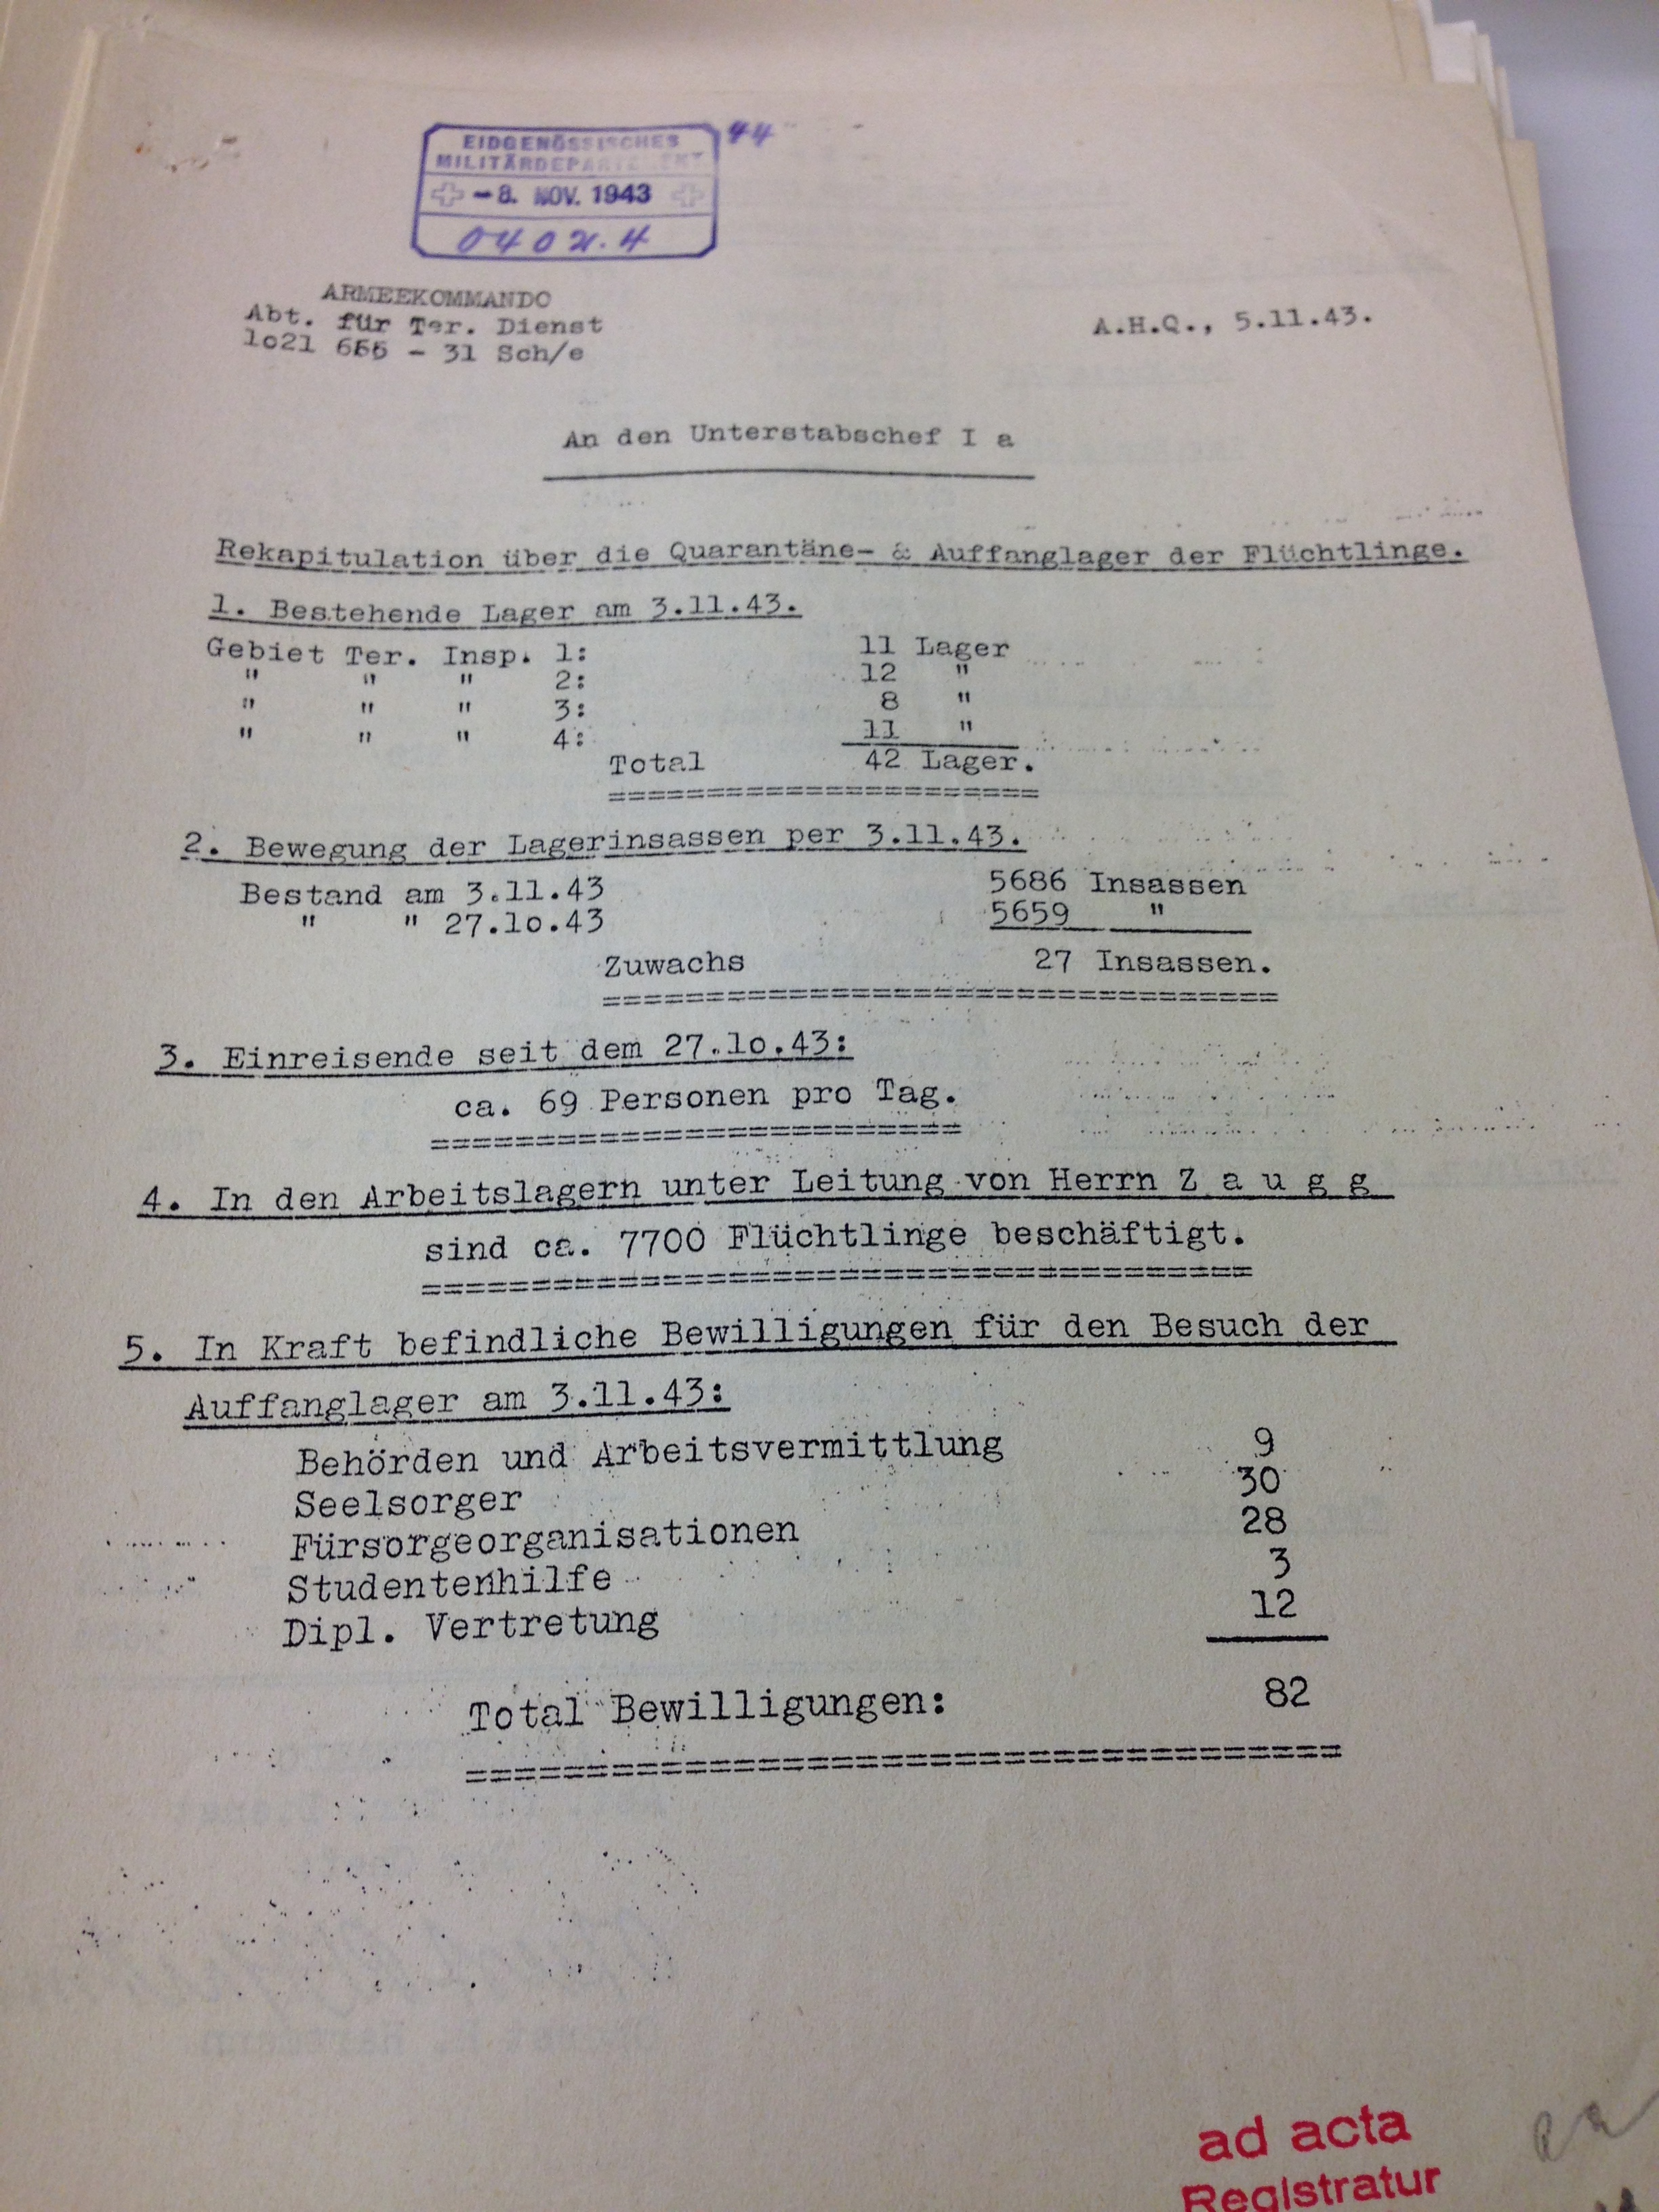 EIDGENÖSSISCHES 44
MILITÄRDEPARTEMENT
-8. NOV. 1943
ARMEEKOMMANDO
Abt. für Ter. Dienst
A.H.Q., 5.11.43.
1o21 - 31 Sch/e
An den Unterstabschef I a
Rekapitulation über die Quarantäne- & Auffanglager der Flüchtlinge.
1. Bestehende Lager am 3.11.43.
Gebiet Ter. Insp. 1: 11 Lager
" " " 2: 12 "
" " " 3: 8 "
" " " 4: 11 "
Total 42 Lager.
=====================
2. Bewegung der Lagerinsassen per 3.11.43.
Bestand am 3.11.43 5686 Insassen
" " 27.1o.43 5659 "
Zuwachs 27 Insassen.
================================
3. Einreisende seit dem 27.1o.43:
ca. 69 Personen pro Tag.
=========================
4. In den Arbeitslagern unter Leitung von Herrn Z a u g g
sind ca. 7700 Flüchtlinge beschäftigt.
======================================
5. In Kraft befindliche Bewilligungen für den Besuch der
Auffanglager am 3.11.43:
Behörden und Arbeitsvermittlung 9
Seelsorger 30
Fürsorgeorganisationen 28
Studentenhilfe 3
Dipl. Vertretung 12
Total Bewilligungen: 82
====================================
ad acta
Registratur